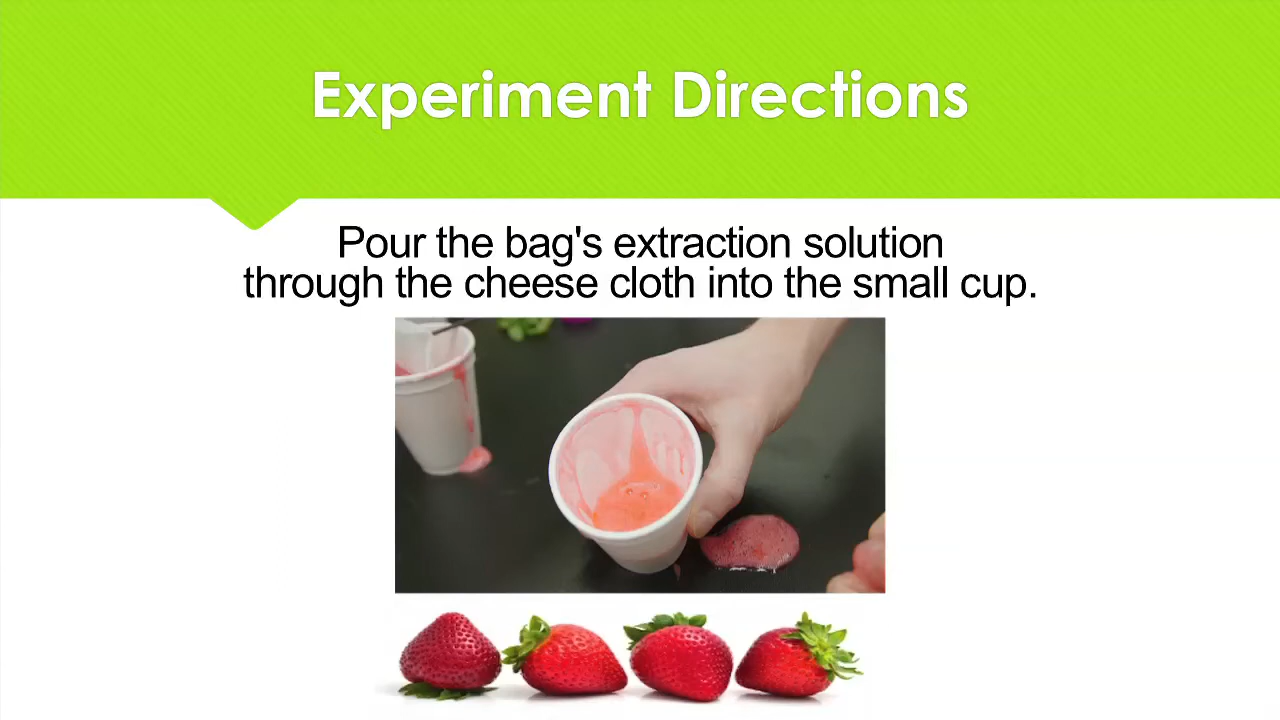 Experiment Directions
Pour the bag's extraction solution
through the cheese cloth into the small cup.